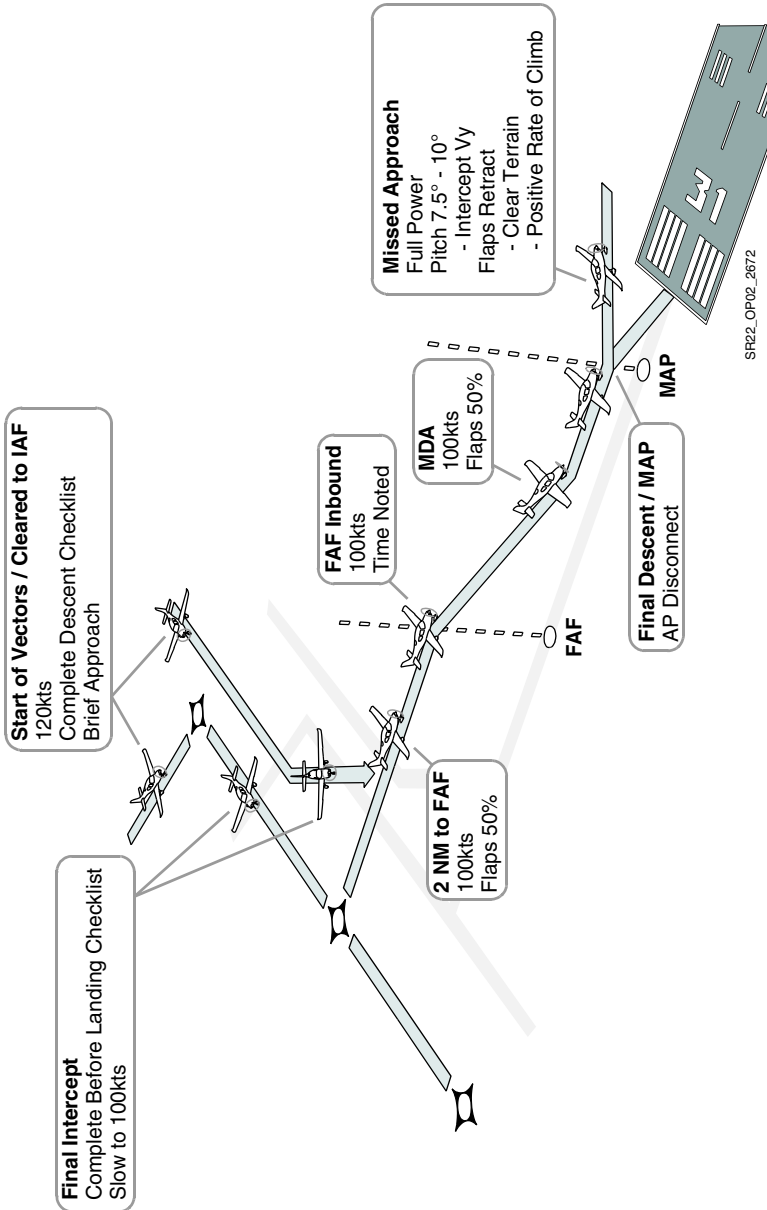 Final Intercept
Complete Before Landing Checklist
Slow to 100kts
Start of Vectors / Cleared to IAF
120kts
Complete Descent Checklist
Brief Approach
2 NM to FAF
100kts
Flaps 50%
FAF Inbound
100kts
Time Noted
FAF
MDA
100kts
Flaps 50%
Final Descent / MAP
AP Disconnect
MAP
Missed Approach
Full Power
Pitch 7.5° - 10°
- Intercept Vy
Flaps Retract
- Clear Terrain
- Positive Rate of Climb
31
SR22_OP02_2672